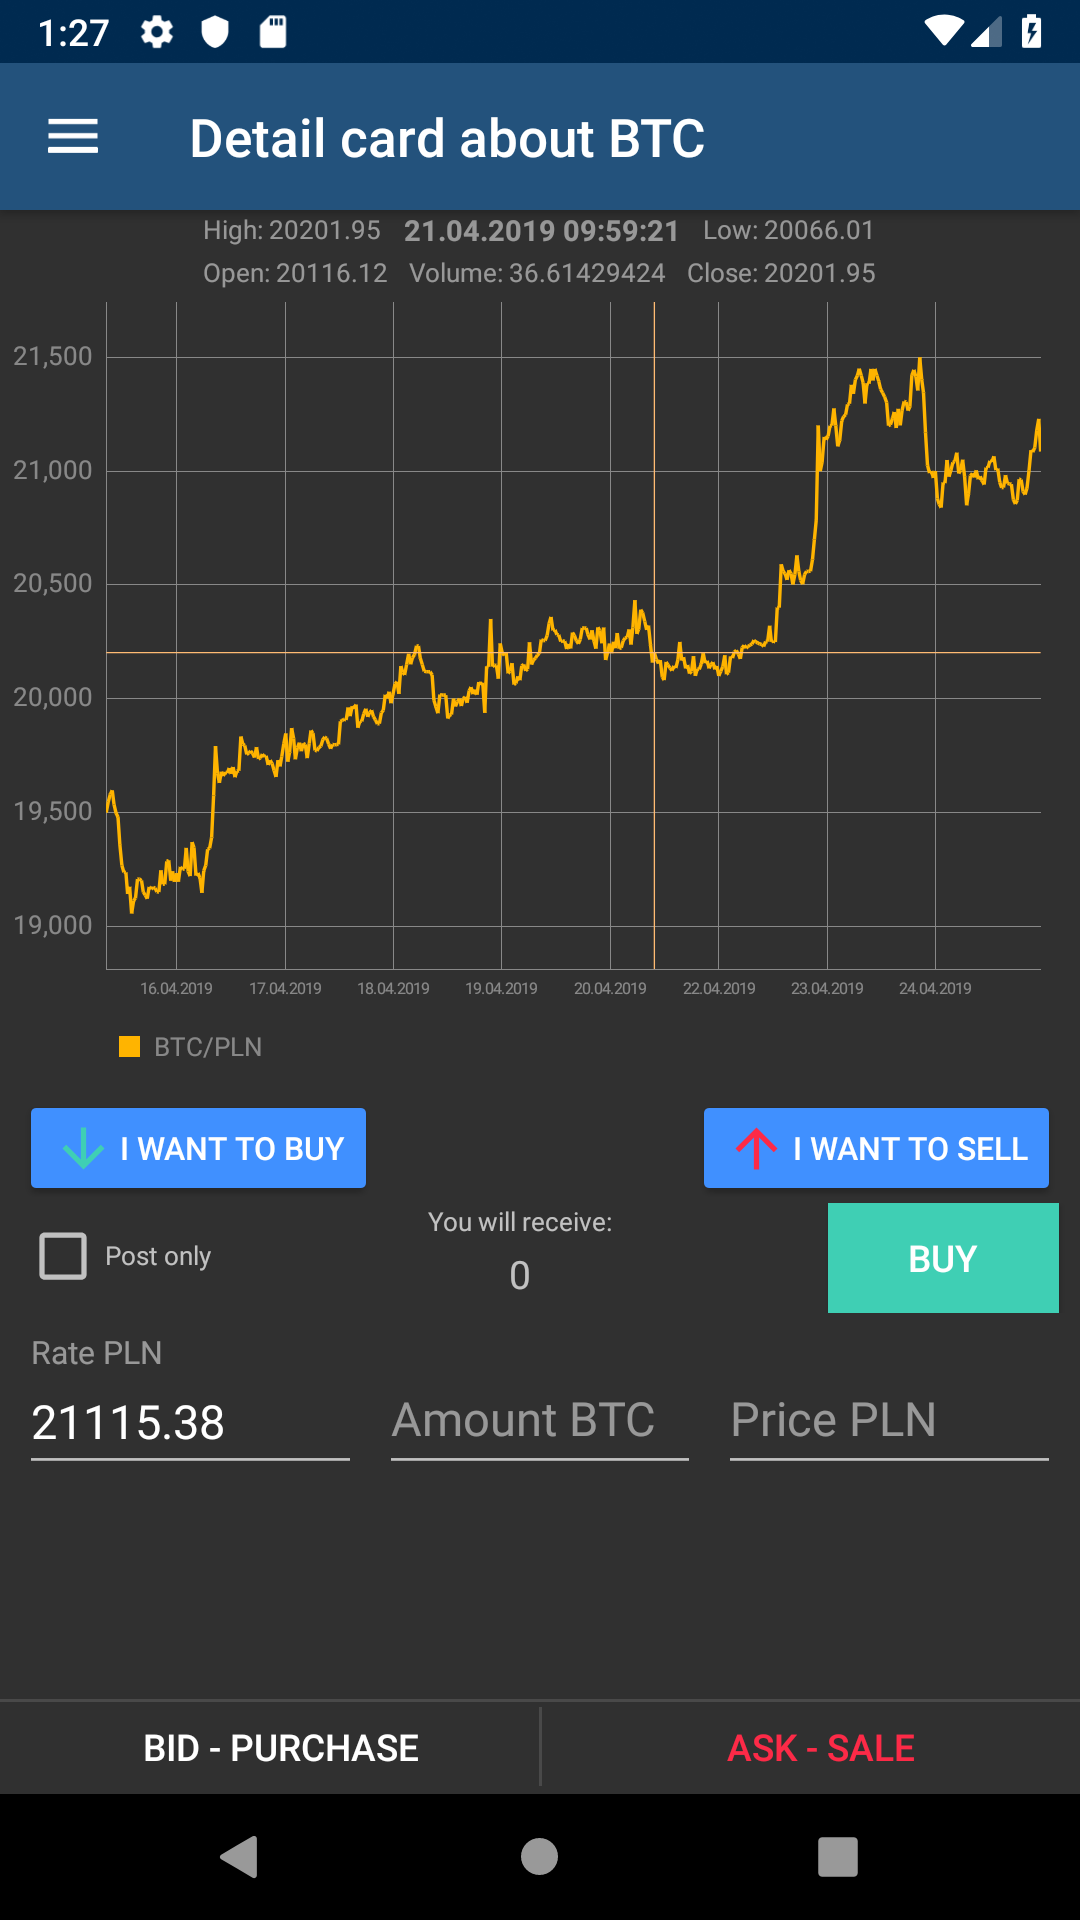 1:27
Detail card about BTC
High: 20201.95 21.04.2019 09:59:21 Low: 20066.01
Open: 20116.12 Volume: 36.61429424 Close: 20201.95
21,500
21,000
20,500
20,000
19,500
19,000
16.04.2019 17.04.2019 18.04.2019 19.04.2019 20.04.2019 22.04.2019 23.04.2019 24.04.2019
BTC/PLN
I WANT TO BUY I WANT TO SELL
You will receive:
Post only 0 BUY
Rate PLN
21115.38 Amount BTC Price PLN
BID - PURCHASE ASK - SALE